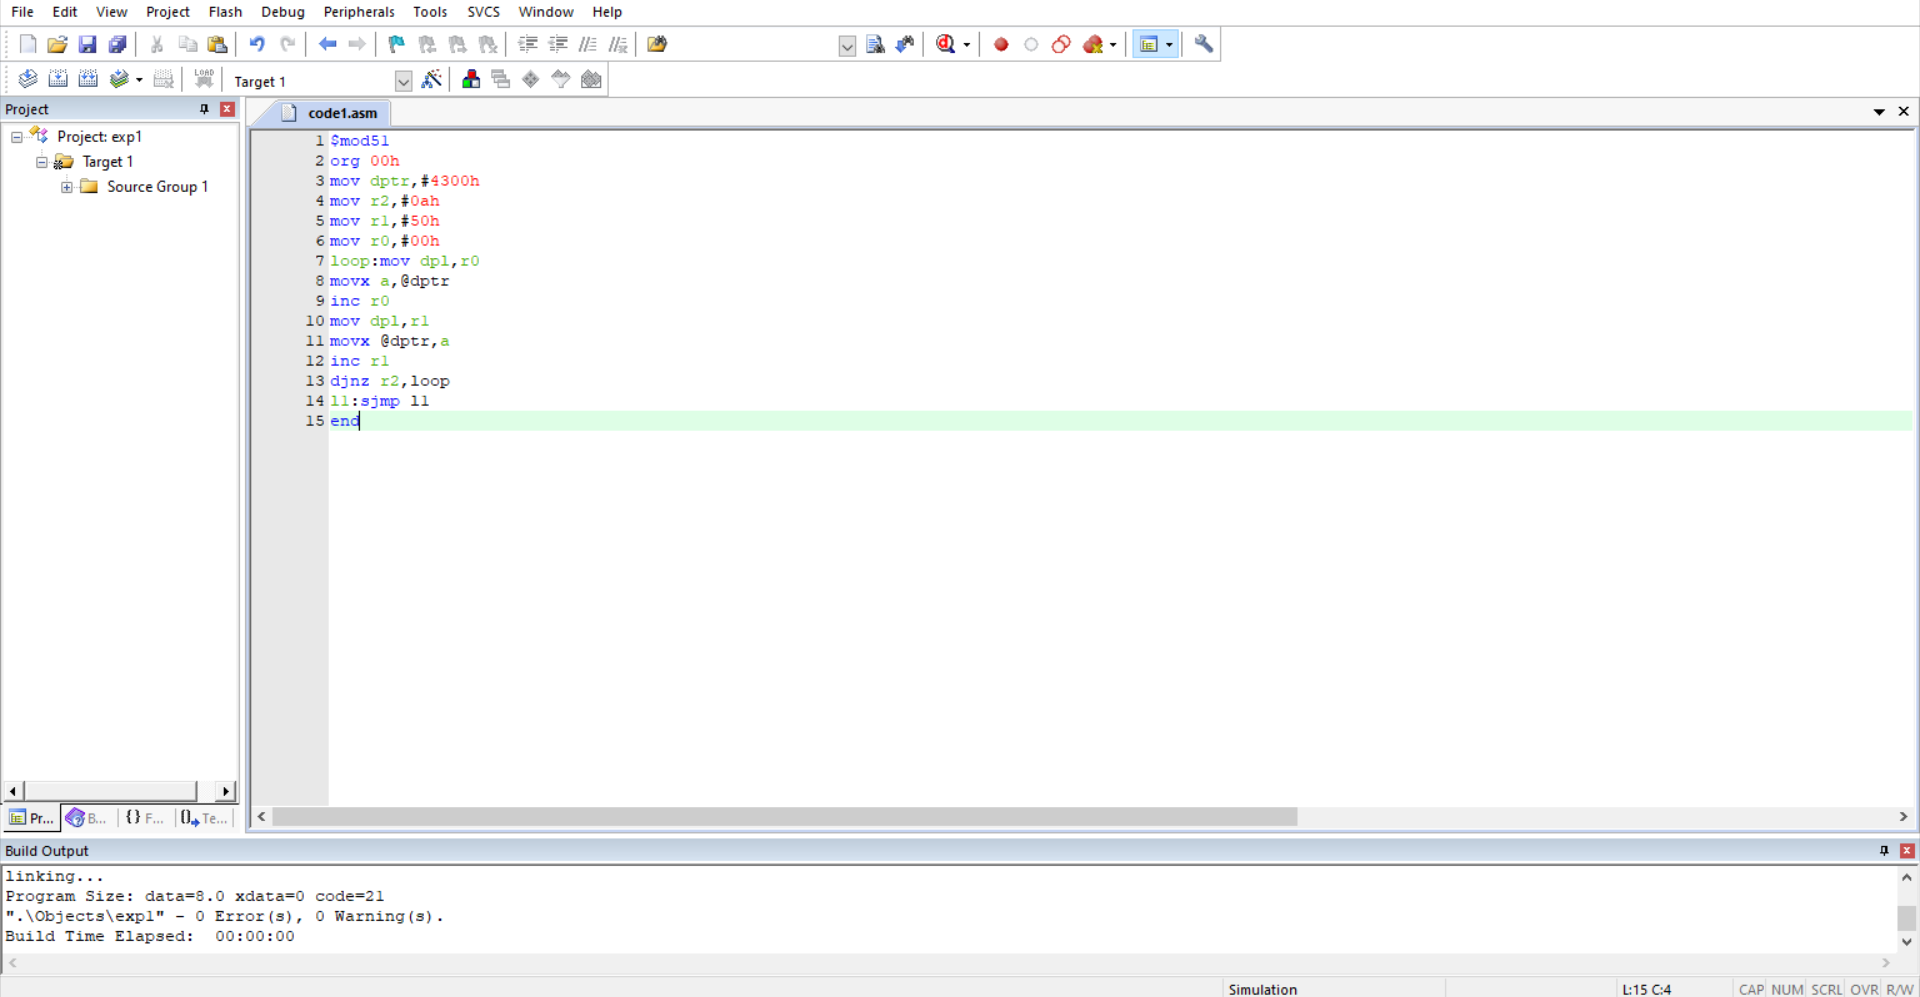 File Edit View Project Flash Debug Peripherals Tools SVCS Window Help
LOAD Target 1
Project
code1.asm
Project: exp1
Target 1
Source Group 1
1 $mod51
2 org 00h
3 mov dptr,#4300h
4 mov r2,#0ah
5 mov r1,#50h
6 mov r0,#00h
7 loop:mov dpl,r0
8 movx a,@dptr
9 inc r0
10 mov dpl,r1
11 movx @dptr,a
12 inc r1
13 djnz r2,loop
14 l1:sjmp l1
15 end
Pr... B... {} F... Te...
Build Output
linking...
Program Size: data=8.0 xdata=0 code=21
".\Objects\exp1" - 0 Error(s), 0 Warning(s).
Build Time Elapsed:  00:00:00
Simulation L:15 C:4 CAP NUM SCRL OVR R/W